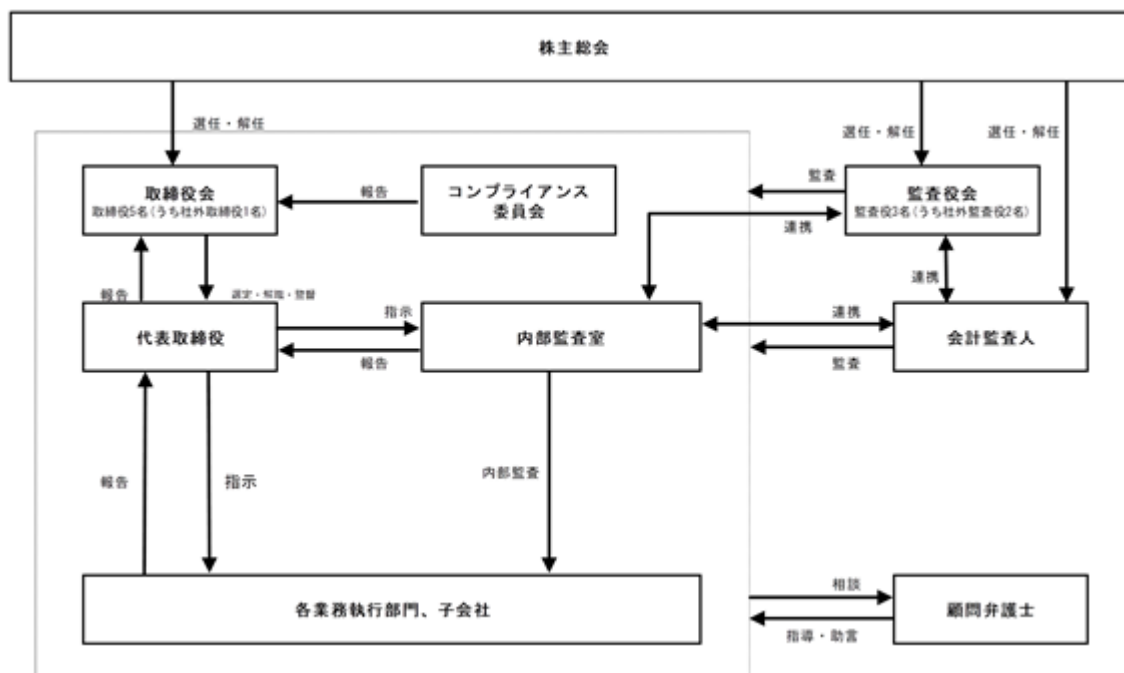 株主総会
選任・解任
選任・解任
選任・解任
取締役会
取締役5名(うち社外取締役1名)
報告
コンプライアンス
委員会
監査
監査役会
監査役3名(うち社外監査役2名)
連携
連携
報告
選定・解職・監督
代表取締役
指示
報告
内部監査室
連携
監査
会計監査人
報告
指示
内部監査
各業務執行部門、子会社
相談
指導・助言
顧問弁護士